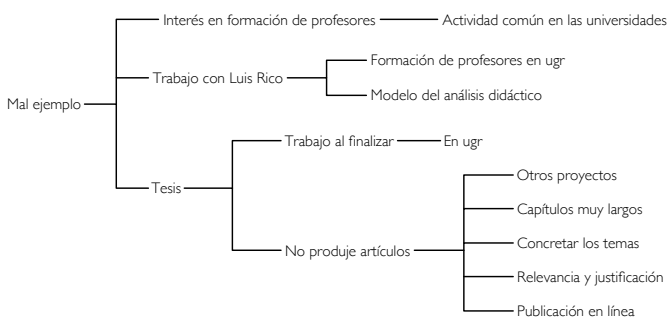 Mal ejemplo
Interés en formación de profesores
Actividad común en las universidades
Trabajo con Luis Rico
Formación de profesores en ugr
Modelo del análisis didáctico
Tesis
Trabajo al finalizar
En ugr
No produje artículos
Otros proyectos
Capítulos muy largos
Concretar los temas
Relevancia y justificación
Publicación en línea